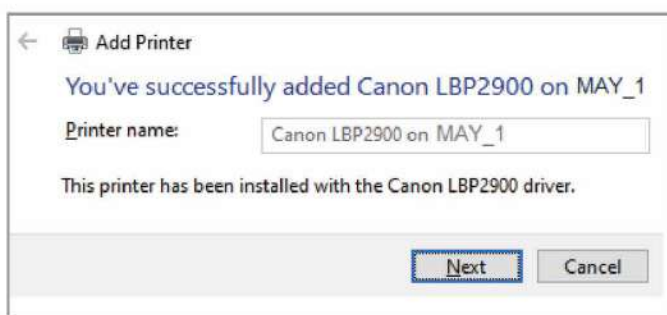 Add Printer
You've successfully added Canon LBP2900 on MAY_1
Printer name: Canon LBP2900 on MAY_1
This printer has been installed with the Canon LBP2900 driver.
Next Cancel